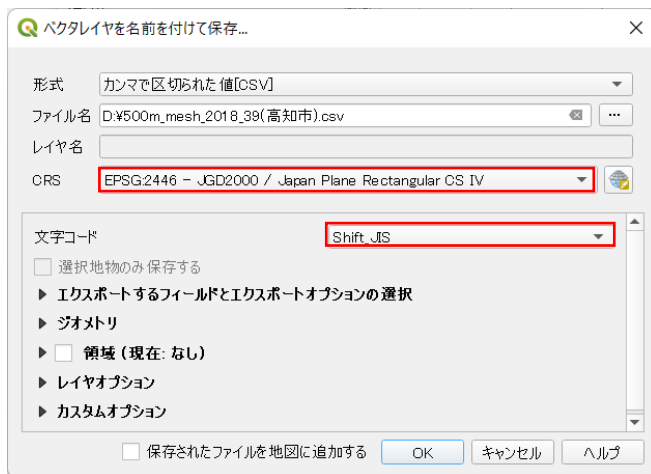 ベクタレイヤを名前を付けて保存...
形式 カンマで区切られた値[CSV]
ファイル名 D:¥500m_mesh_2018_39(高知市).csv ...
レイヤ名
CRS EPSG:2446 - JGD2000 / Japan Plane Rectangular CS IV
文字コード Shift_JIS
選択地物のみ保存する
エクスポートするフィールドとエクスポートオプションの選択
ジオメトリ
領域 (現在: なし)
レイヤオプション
カスタムオプション
保存されたファイルを地図に追加する OK キャンセル ヘルプ